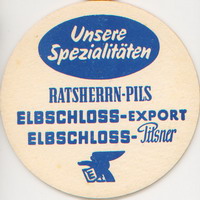 Unsere
Spezialitäten
RATSHERRN-PILS
ELBSCHLOSS-EXPORT
ELBSCHLOSS-Pilsner
E